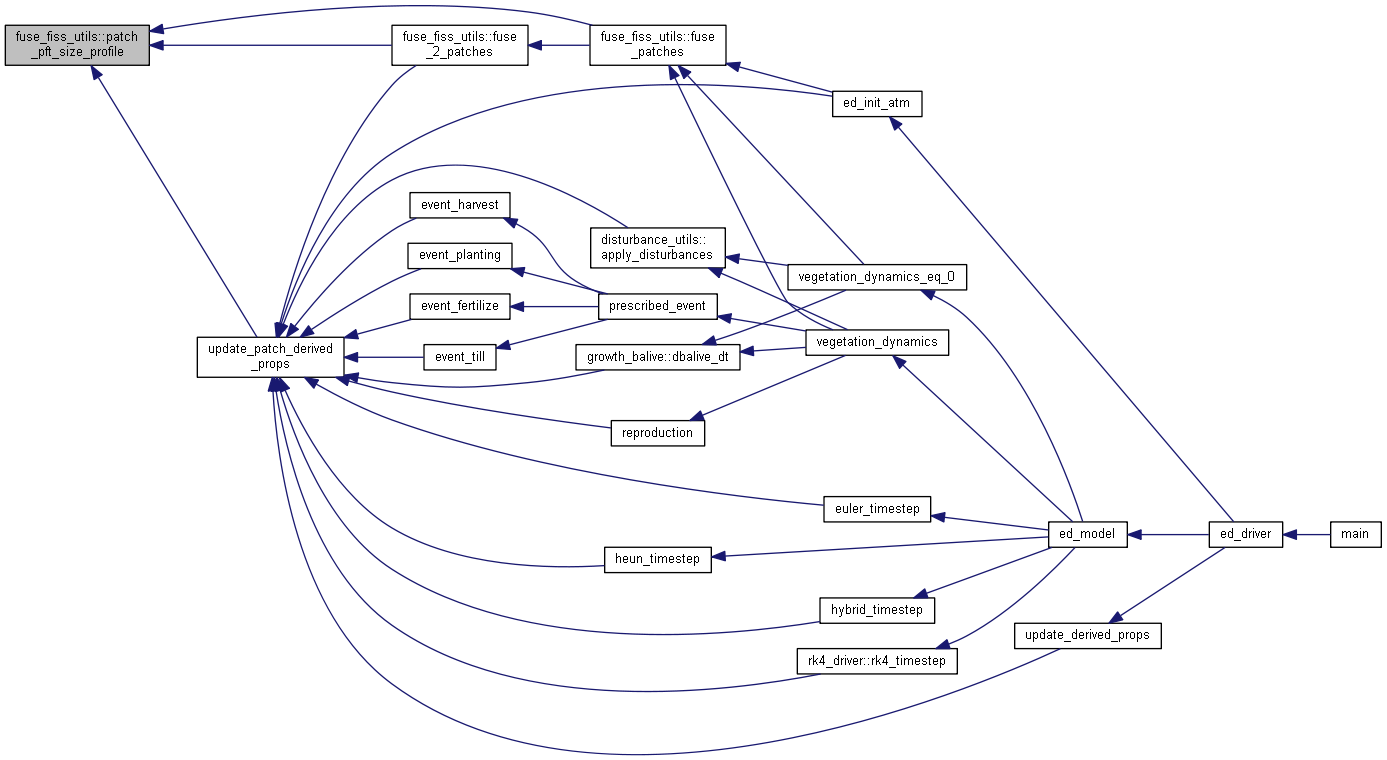 fuse_fiss_utils::patch
_pft_size_profile
fuse_fiss_utils::fuse
_2_patches
fuse_fiss_utils::fuse
_patches
ed_init_atm
event_harvest
event_planting
disturbance_utils::
apply_disturbances
vegetation_dynamics_eq_0
event_fertilize
prescribed_event
update_patch_derived
_props
event_till
growth_balive::dbalive_dt
vegetation_dynamics
reproduction
euler_timestep
ed_model
ed_driver
main
heun_timestep
hybrid_timestep
update_derived_props
rk4_driver::rk4_timestep